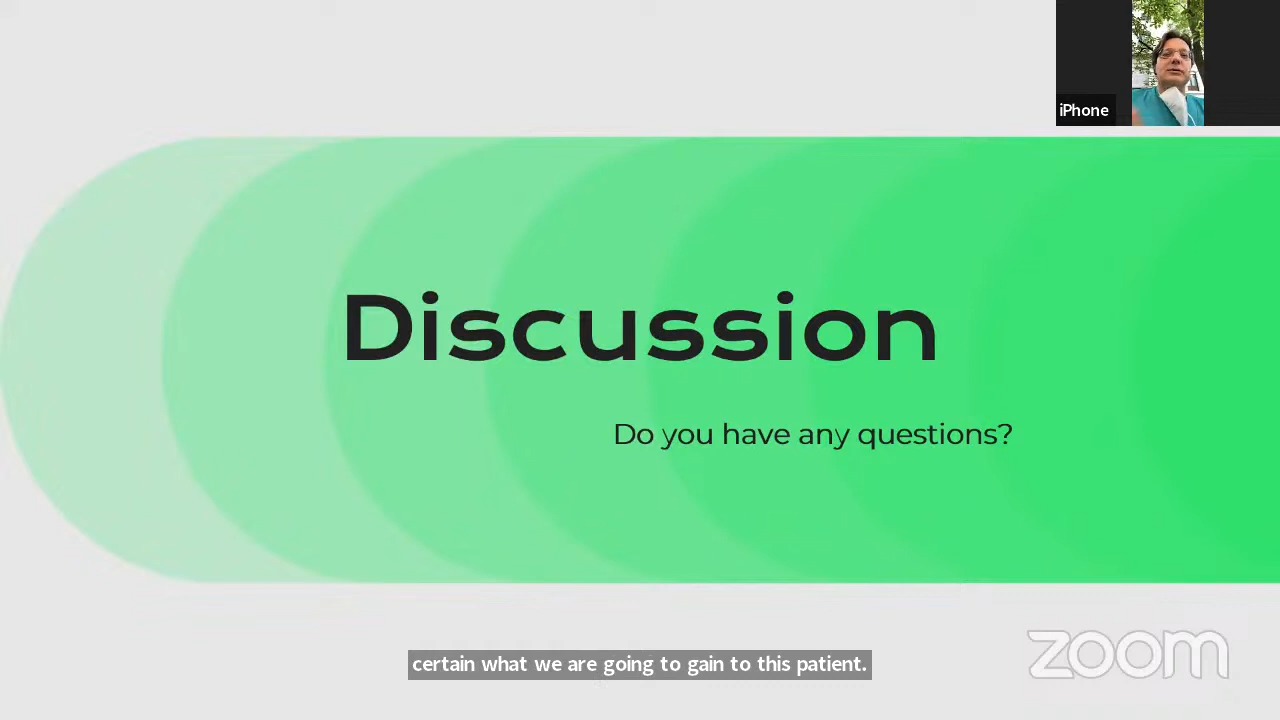 iPhone
Discussion
Do you have any questions?
certain what we are going to gain to this patient.
zoom